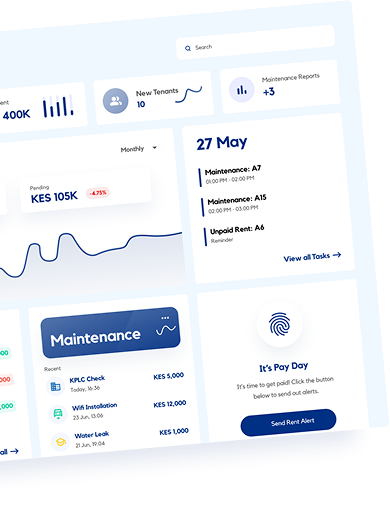 Search
ent
400K
New Tenants
10
Maintenance Reports
+3
Monthly
Pending
KES 105K
-4.75%
27 May
Maintenance: A7
01:00 PM - 02:00 PM
Maintenance: A15
02:00 PM - 03:00 PM
Unpaid Rent: A6
Reminder
View all Tasks →
000
000
,000
all →
Maintenance
Recent
KPLC Check
Today, 16:36
KES 5,000
Wifi Installation
23 Jun, 13:06
KES 12,000
Water Leak
21 Jun, 19:04
KES 1,000
It's Pay Day
It's time to get paid! Click the button
below to send out alerts.
Send Rent Alert